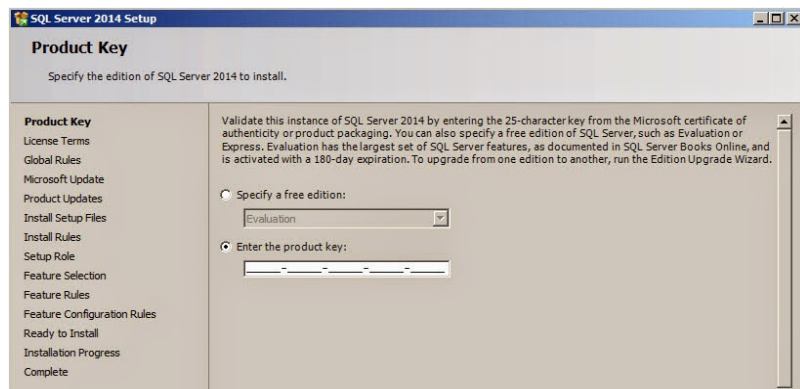 SQL Server 2014 Setup
Product Key
Specify the edition of SQL Server 2014 to install.
Product Key
License Terms
Global Rules
Microsoft Update
Product Updates
Install Setup Files
Install Rules
Setup Role
Feature Selection
Feature Rules
Feature Configuration Rules
Ready to Install
Installation Progress
Complete
Validate this instance of SQL Server 2014 by entering the 25-character key from the Microsoft certificate of
authenticity or product packaging. You can also specify a free edition of SQL Server, such as Evaluation or
Express. Evaluation has the largest set of SQL Server features, as documented in SQL Server Books Online, and
is activated with a 180-day expiration. To upgrade from one edition to another, run the Edition Upgrade Wizard.
Specify a free edition:
Evaluation
Enter the product key:
_____-_____-_____-_____-_____